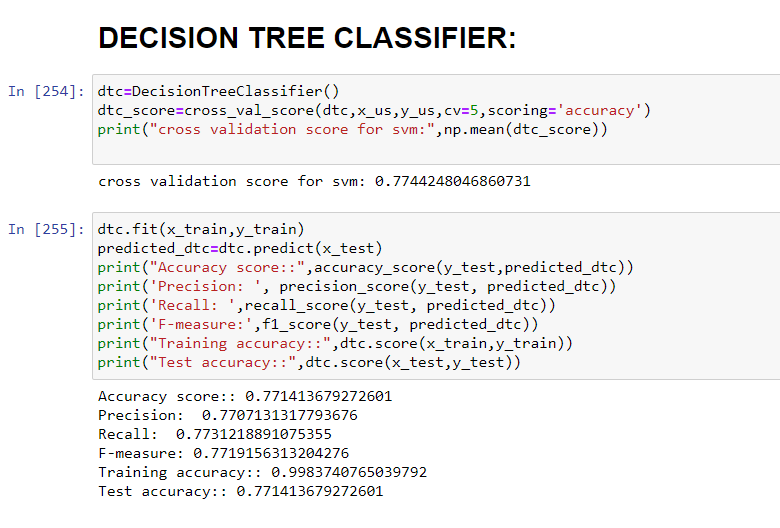 DECISION TREE CLASSIFIER:
In [254]: dtc=DecisionTreeClassifier()
dtc_score=cross_val_score(dtc,x_us,y_us,cv=5,scoring='accuracy')
print("cross validation score for svm:",np.mean(dtc_score))
cross validation score for svm: 0.7744248046860731
In [255]: dtc.fit(x_train,y_train)
predicted_dtc=dtc.predict(x_test)
print("Accuracy score::",accuracy_score(y_test,predicted_dtc))
print('Precision: ', precision_score(y_test, predicted_dtc))
print('Recall: ',recall_score(y_test, predicted_dtc))
print('F-measure:',f1_score(y_test, predicted_dtc))
print("Training accuracy::",dtc.score(x_train,y_train))
print("Test accuracy::",dtc.score(x_test,y_test))
Accuracy score:: 0.771413679272601
Precision:  0.7707131317793676
Recall:  0.7731218891075355
F-measure: 0.7719156313204276
Training accuracy:: 0.9983740765039792
Test accuracy:: 0.771413679272601